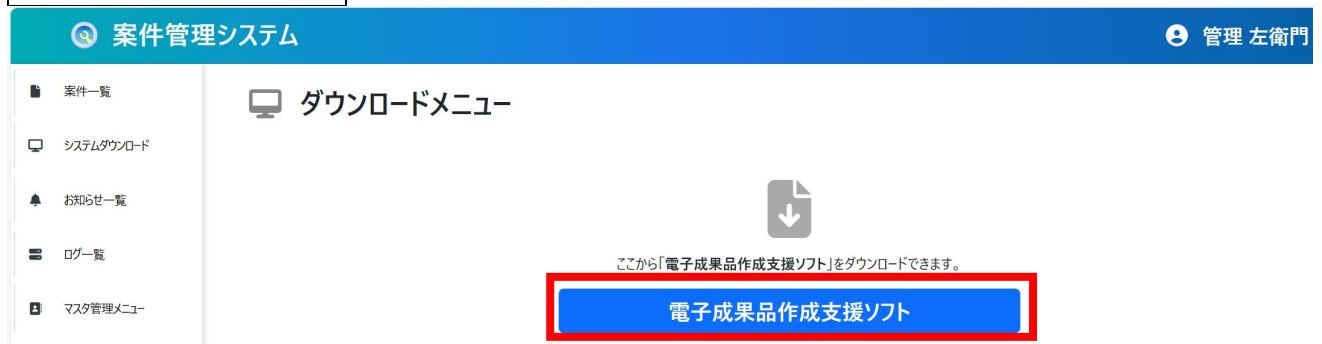 案件管理システム
管理 左衛門
案件一覧
システムダウンロード
お知らせ一覧
ログ一覧
マスタ管理メニュー
ダウンロードメニュー
ここから「電子成果品作成支援ソフト」をダウンロードできます。
電子成果品作成支援ソフト